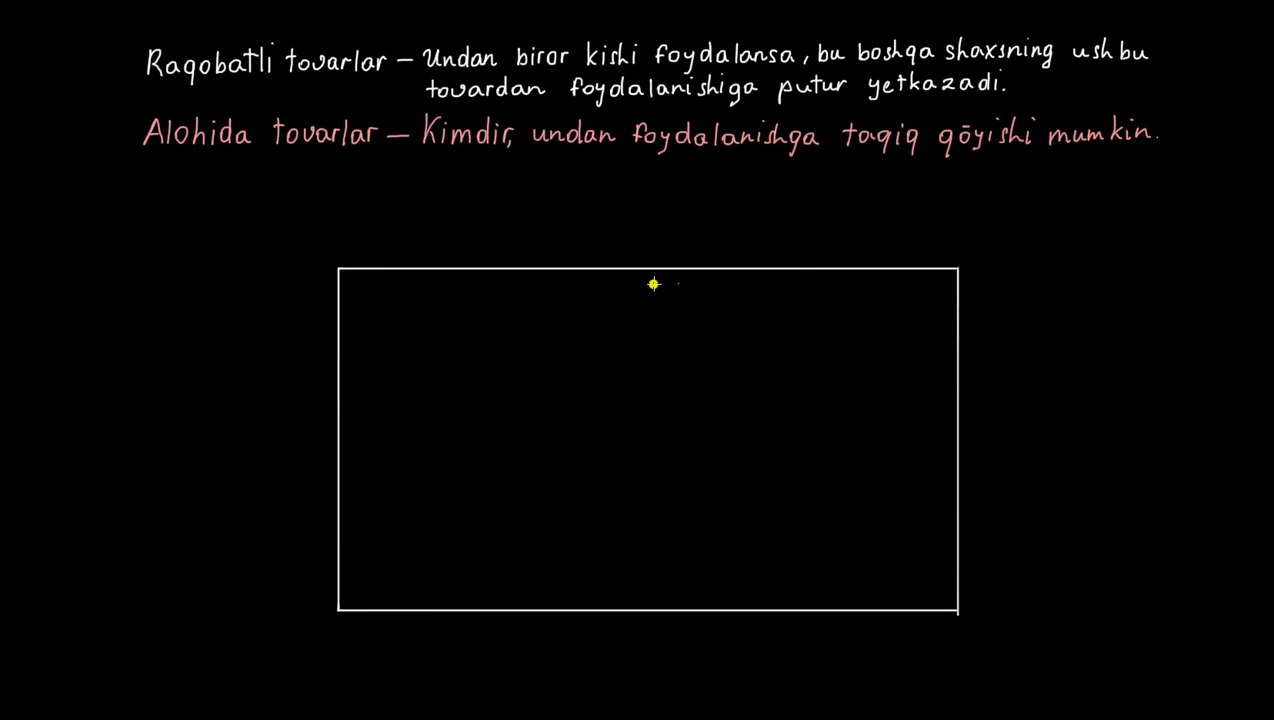 Raqobatli tovarlar – Undan biror kishi foydalansa, bu boshqa shaxsning ushbu
tovardan foydalanishiga putur yetkazadi.
Alohida tovarlar – Kimdir, undan foydalanishga taqiq qōyishi mumkin.